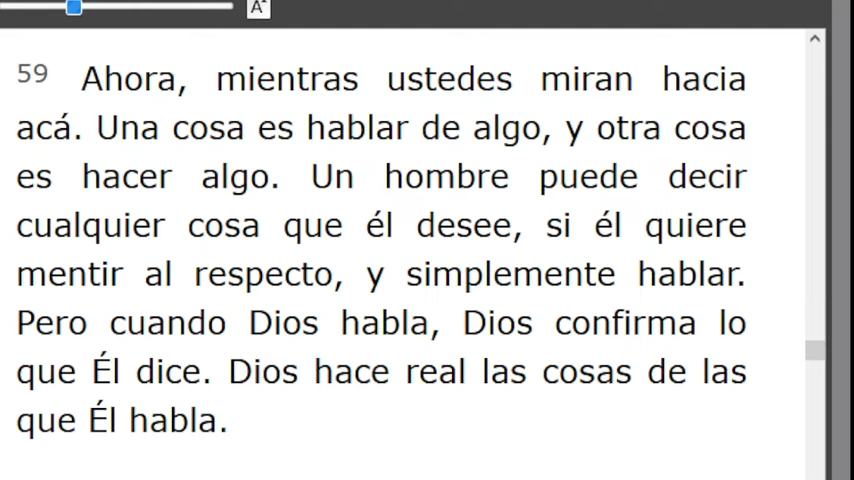 A
59 Ahora, mientras ustedes miran hacia
acá. Una cosa es hablar de algo, y otra cosa
es hacer algo. Un hombre puede decir
cualquier cosa que él desee, si él quiere
mentir al respecto, y simplemente hablar.
Pero cuando Dios habla, Dios confirma lo
que Él dice. Dios hace real las cosas de las
que Él habla.